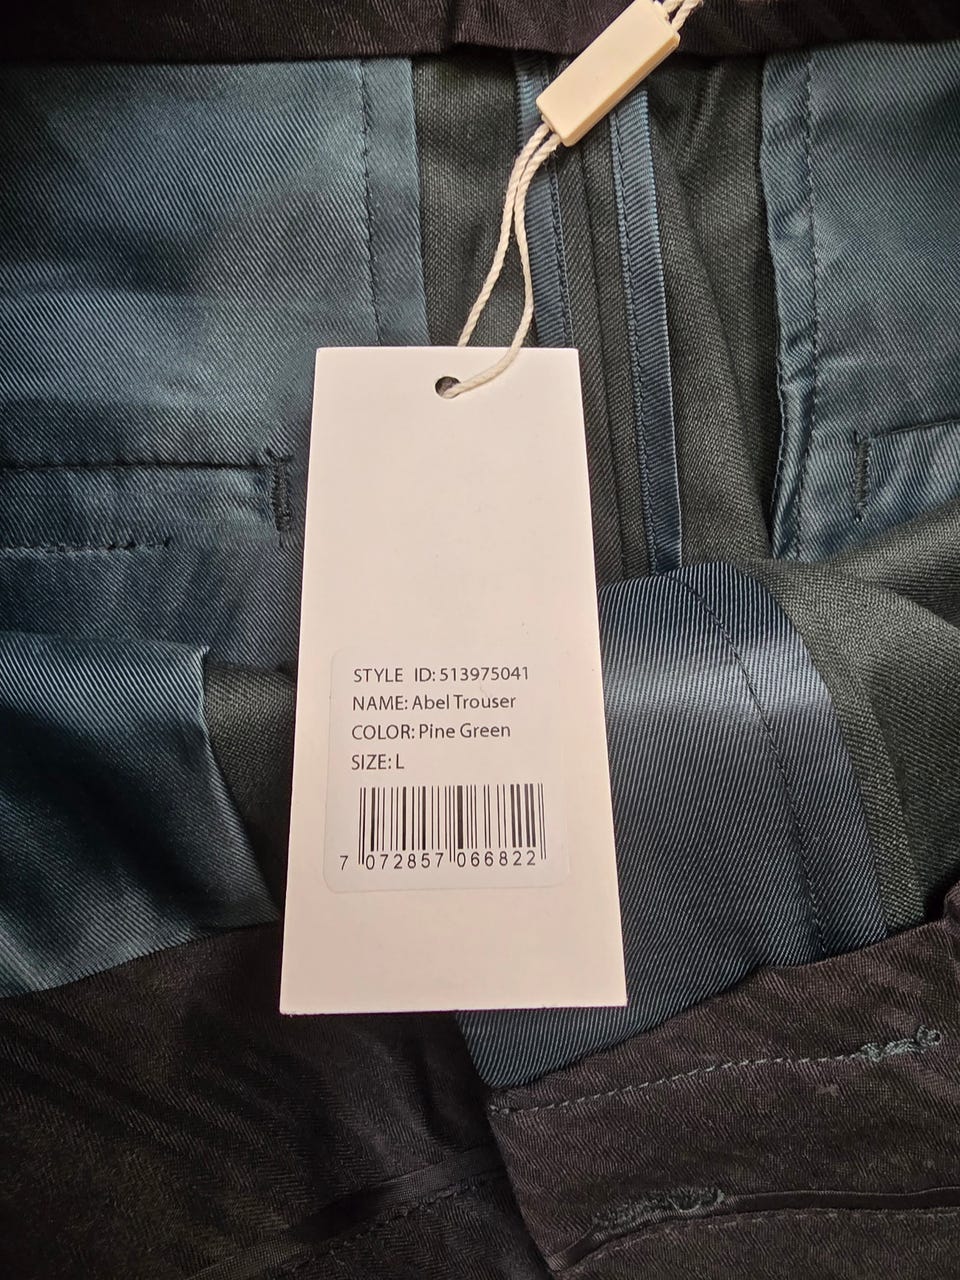 STYLE ID: 513975041
NAME: Abel Trouser
COLOR: Pine Green
SIZE: L
7 072857 066822